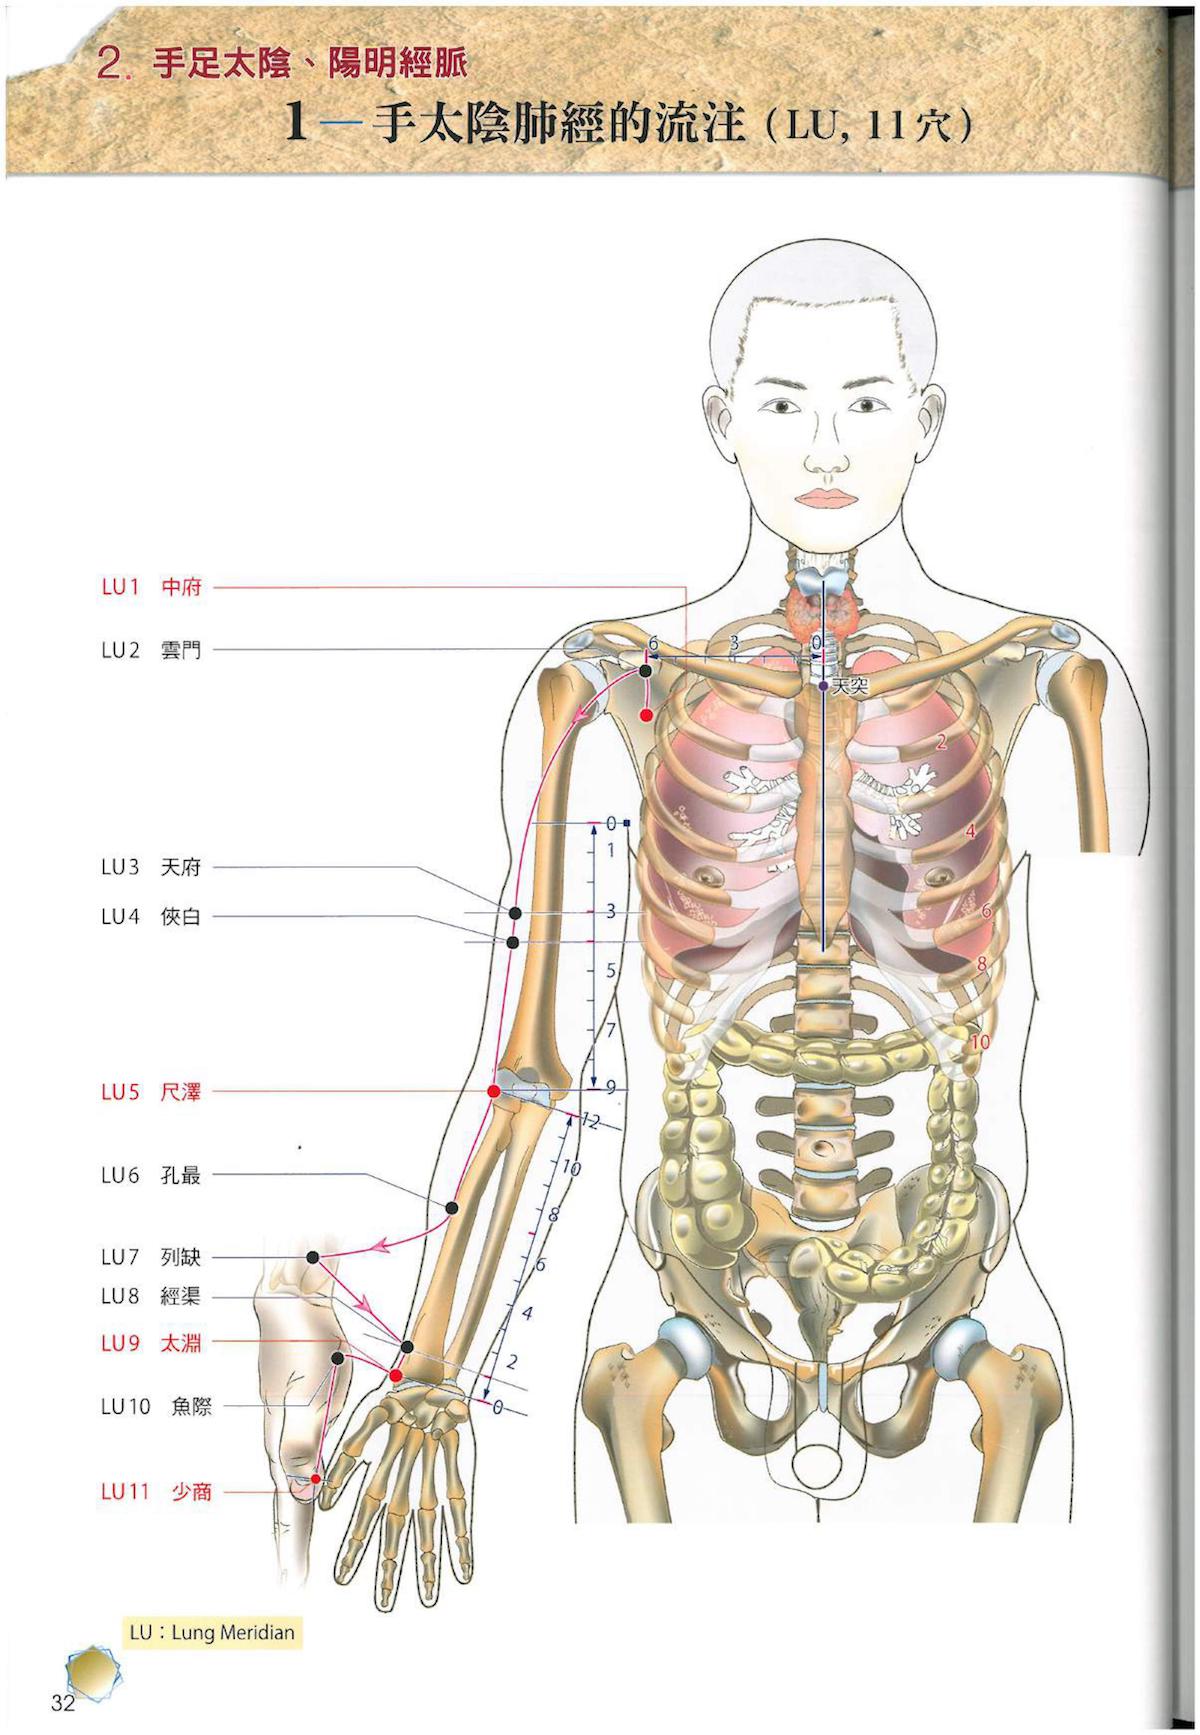 2. 手足太陰、陽明經脈
1—手太陰肺經的流注（LU, 11穴）
LU1 中府
LU2 雲門
6 3 0
天突
2
4
6
8
10
0
1
3
5
7
9
LU3 天府
LU4 俠白
LU5 尺澤
12
10
8
6
4
2
0
LU6 孔最
LU7 列缺
LU8 經渠
LU9 太淵
LU10 魚際
LU11 少商
LU：Lung Meridian
32